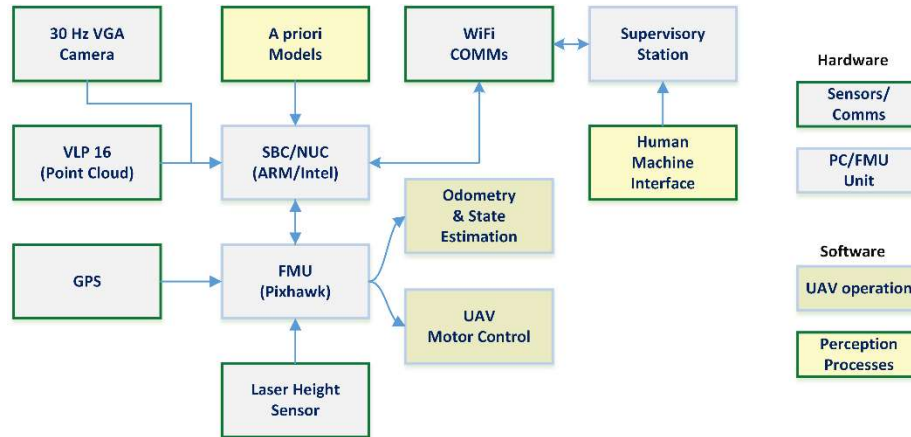 30 Hz VGA
Camera
A priori
Models
WiFi
COMMs
Supervisory
Station
Hardware
Sensors/
Comms
VLP 16
(Point Cloud)
SBC/NUC
(ARM/Intel)
Human
Machine
Interface
PC/FMU
Unit
Odometry
& State
Estimation
GPS
FMU
(Pixhawk)
Software
UAV operation
UAV
Motor Control
Perception
Processes
Laser Height
Sensor